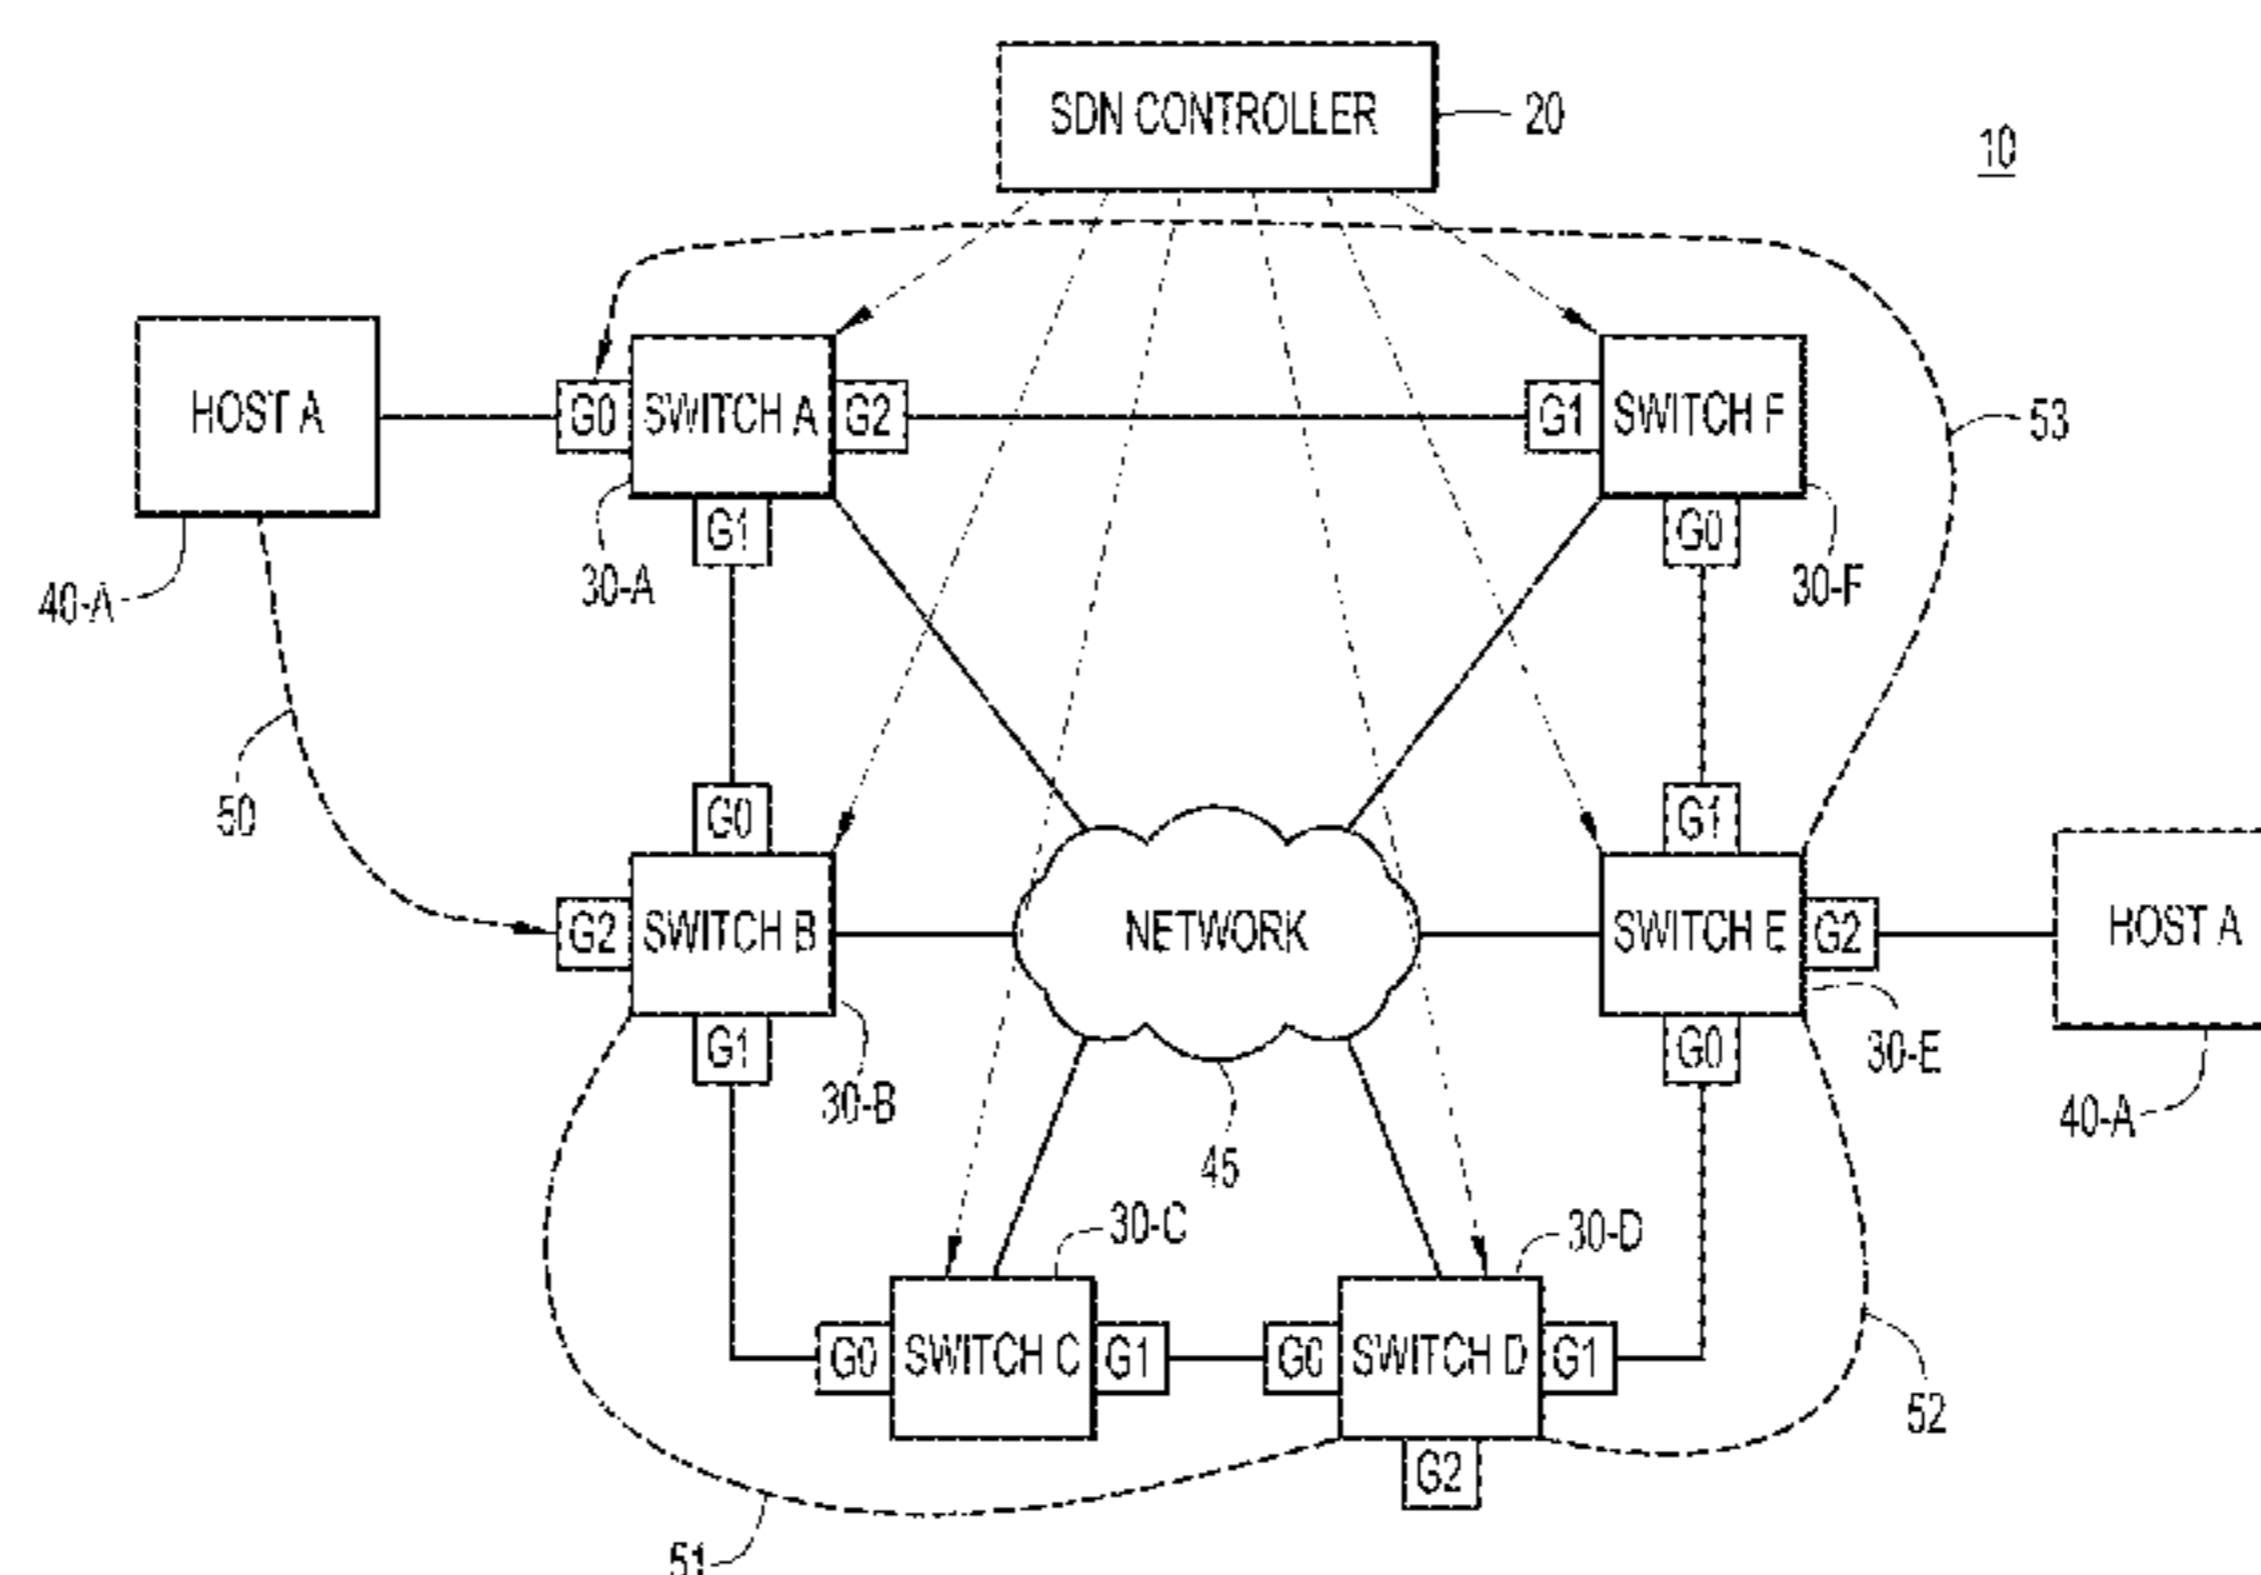 SDN CONTROLLER
20
10
HOST A
G0
SWITCH A
G2
G1
SWITCH F
53
G1
G0
30-A
30-F
40-A
50
G0
G1
G2
SWITCH B
NETWORK
SWITCH E
G2
HOST A
G1
G0
30-E
30-B
40-A
45
30-C
30-D
G0
SWITCH C
G1
G0
SWITCH D
G1
52
G2
51